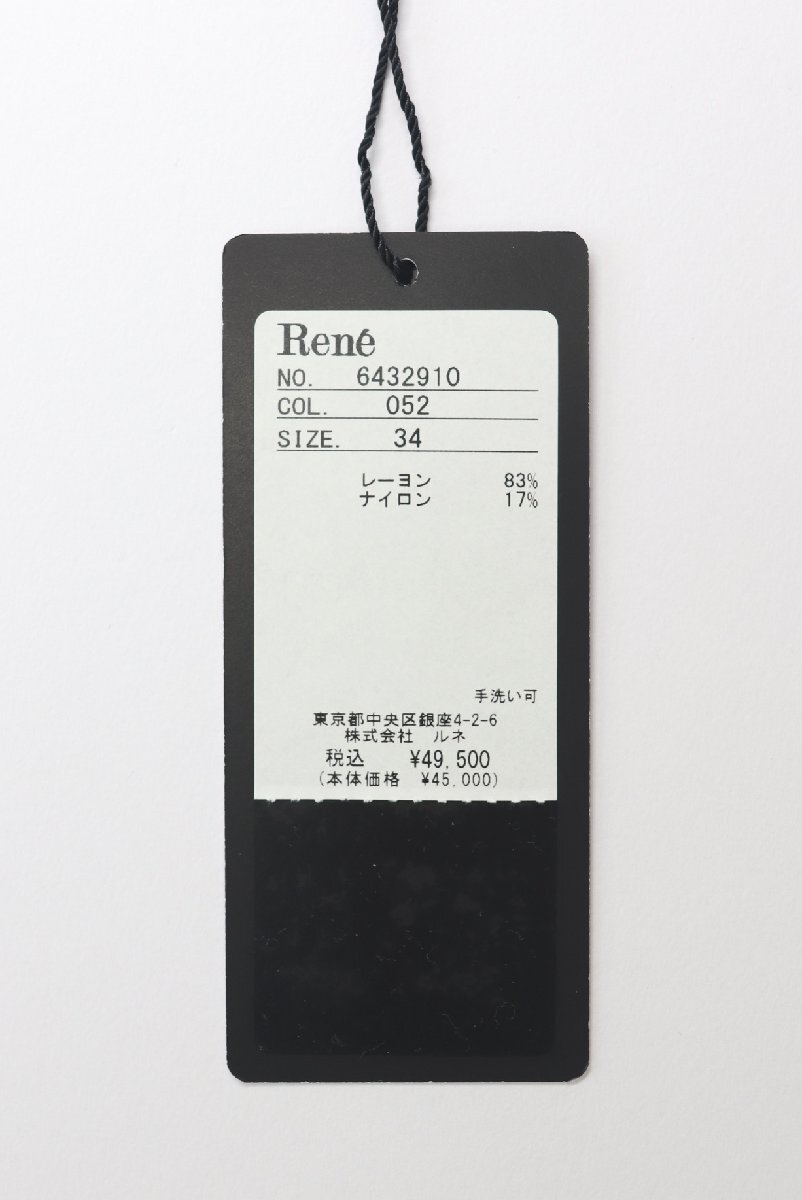 René
NO. 6432910
COL. 052
SIZE. 34
レーヨン 83%
ナイロン 17%
手洗い可
東京都中央区銀座4-2-6
株式会社 ルネ
税込 ¥49,500
(本体価格 ¥45,000)